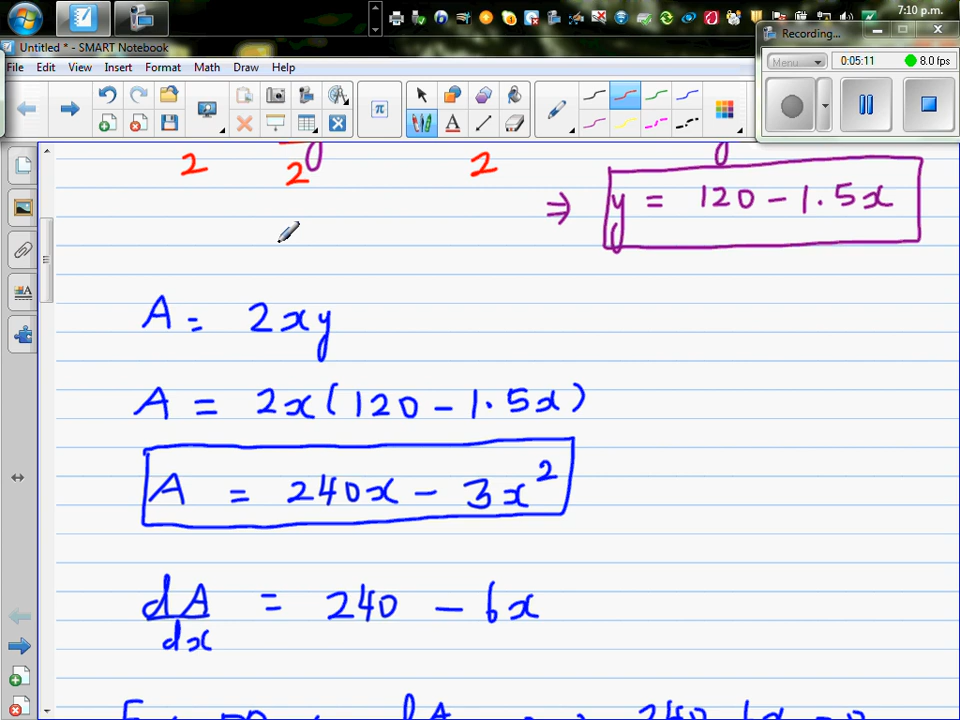 7:10 p.m.
Untitled * - SMART Notebook
Recording...
File Edit View Insert Format Math Draw Help
Menu 0:05:11 8.0 fps
2 2 2
⇒ y = 120 - 1.5x
A = 2xy
A = 2x(120 - 1.5x)
A = 240x - 3x²
dA/dx = 240 - 6x